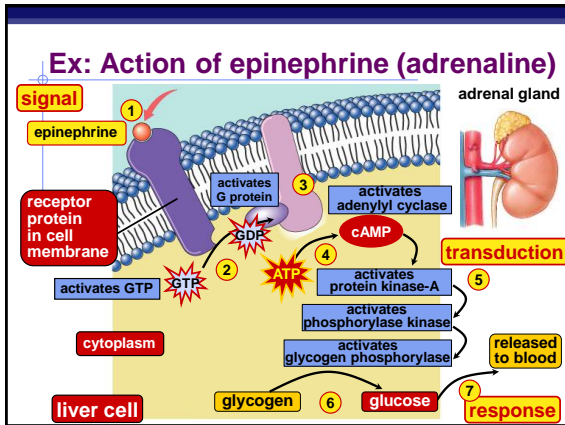 Ex: Action of epinephrine (adrenaline)
signal
1
adrenal gland
epinephrine
activates
G protein
3
activates
adenylyl cyclase
receptor
protein
in cell
membrane
GDP
cAMP
transduction
2
4
ATP
activates GTP
GTP
activates
protein kinase-A
5
activates
phosphorylase kinase
cytoplasm
activates
glycogen phosphorylase
released
to blood
7
liver cell
glycogen
6
glucose
response